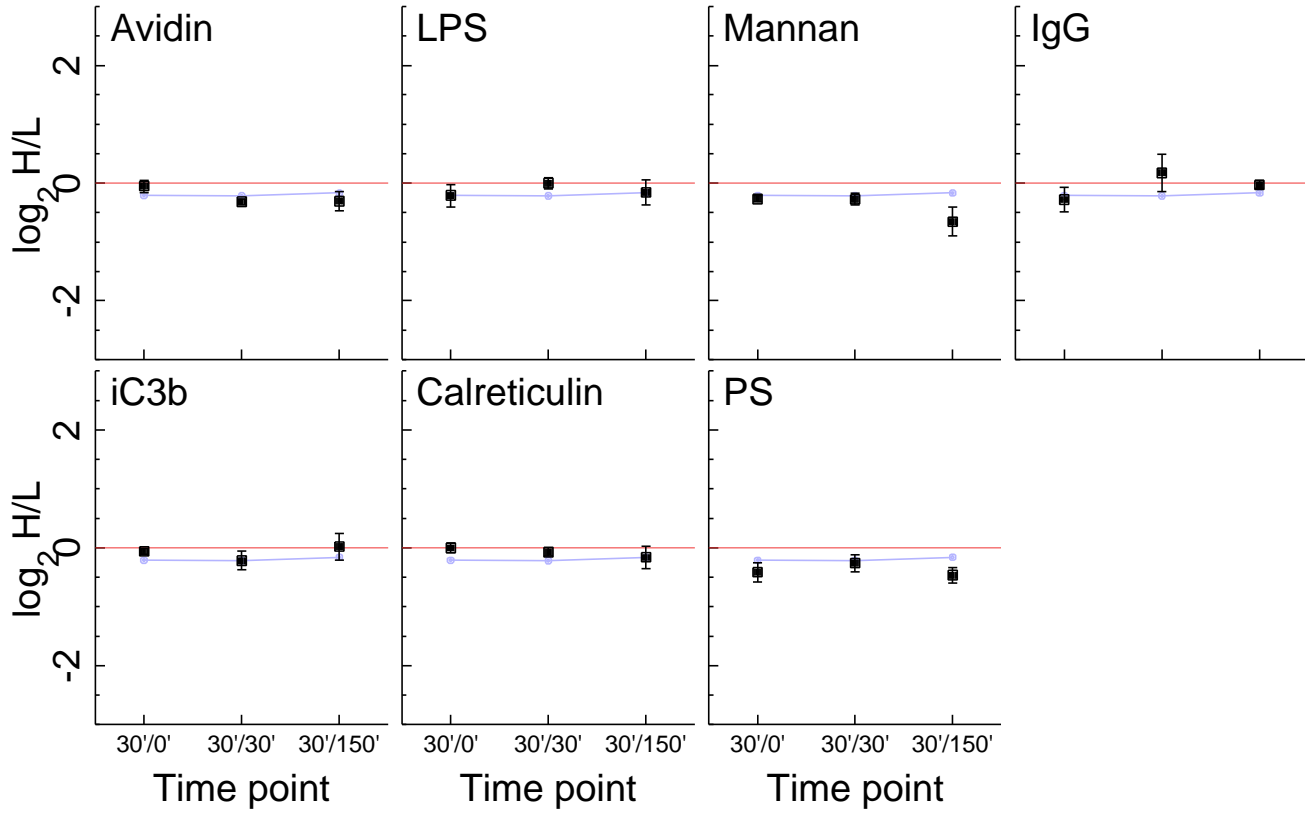 Avidin LPS Mannan IgG
2
0
-2
log2 H/L
iC3b Calreticulin PS
2
0
-2
log2 H/L
30'/0' 30'/30' 30'/150' 30'/0' 30'/30' 30'/150' 30'/0' 30'/30' 30'/150'
Time point Time point Time point